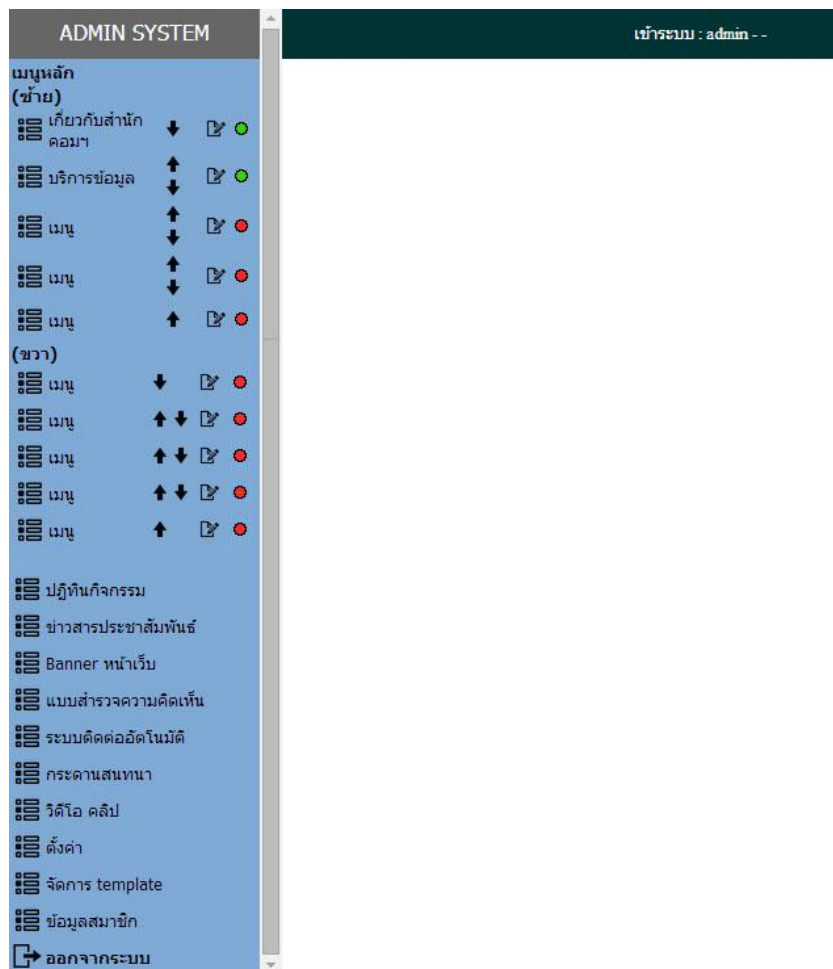 ADMIN SYSTEM
เข้าระบบ : admin - -
เมนูหลัก
(ซ้าย)
เกี่ยวกับสำนัก
คอมฯ
บริการข้อมูล
เมนู
เมนู
เมนู
(ขวา)
เมนู
เมนู
เมนู
เมนู
เมนู
ปฏิทินกิจกรรม
ข่าวสารประชาสัมพันธ์
Banner หน้าเว็บ
แบบสำรวจความคิดเห็น
ระบบติดต่ออัตโนมัติ
กระดานสนทนา
วิดีโอ คลิป
ตั้งค่า
จัดการ template
ข้อมูลสมาชิก
ออกจากระบบ